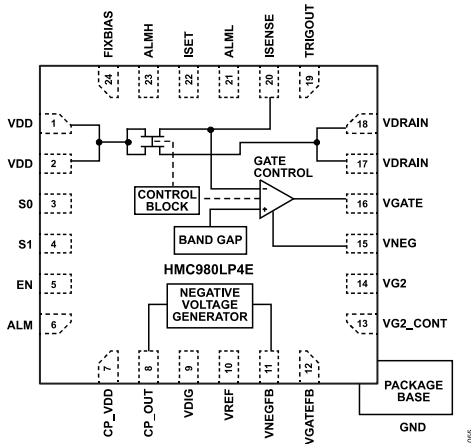 FIXBIAS
ALMH
ISET
ALML
ISENSE
TRIGOUT
24
23
22
21
20
19
VDD
1
18
VDRAIN
VDD
2
17
VDRAIN
GATE
CONTROL
S0
3
CONTROL
BLOCK
–
+
16
VGATE
S1
4
BAND GAP
15
VNEG
HMC980LP4E
EN
5
NEGATIVE
VOLTAGE
GENERATOR
14
VG2
ALM
6
13
VG2_CONT
7
8
9
10
11
12
CP_VDD
CP_OUT
VDIG
VREF
VNEGFB
VGATEFB
PACKAGE
BASE
GND